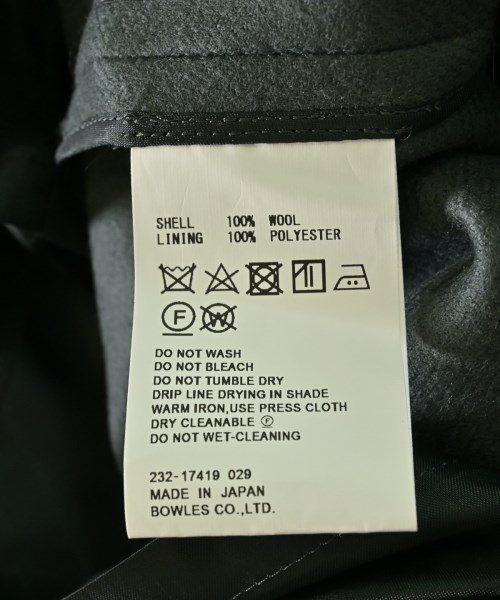 SHELL 100% WOOL
LINING 100% POLYESTER
F W
DO NOT WASH
DO NOT BLEACH
DO NOT TUMBLE DRY
DRIP LINE DRYING IN SHADE
WARM IRON,USE PRESS CLOTH
DRY CLEANABLE Ⓕ
DO NOT WET-CLEANING
232-17419 029
MADE IN JAPAN
BOWLES CO.,LTD.